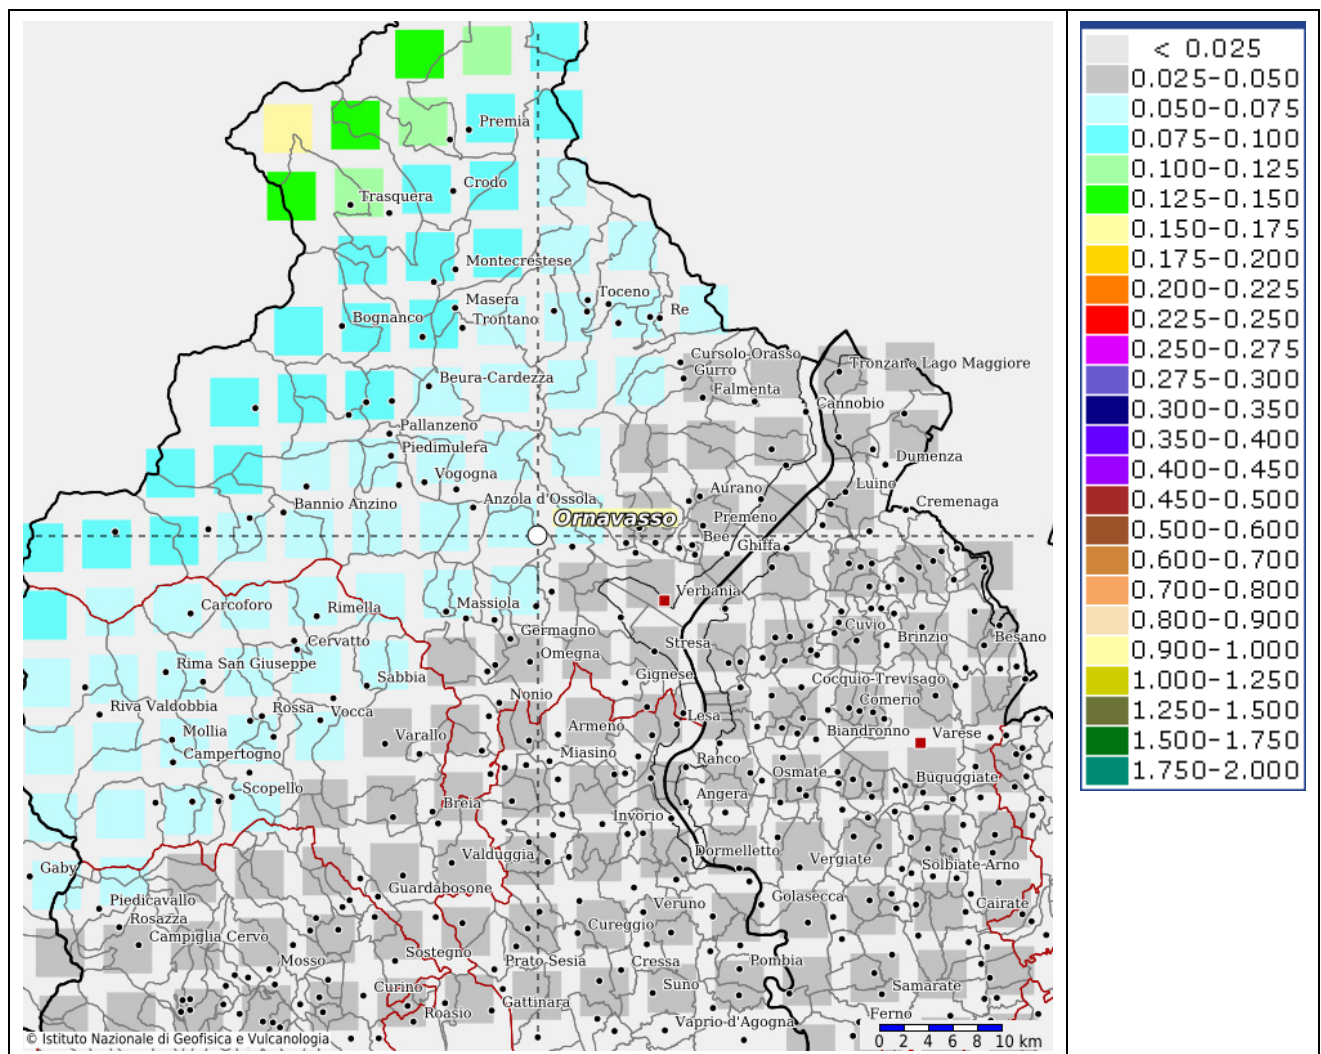 Premia
Crodo
Trasquera
Montecrestese
Toceno
Masera
Re
Bognanco
Trontano
Cursolo-Orasso
Tronzano Lago Maggiore
Gurro
Beura-Cardezza
Falmenta
Cannobio
Pallanzeno
Piedimulera
Dumenza
Vogogna
Luino
Aurano
Anzola d'Ossola
Cremenaga
Bannio Anzino
Ornavasso
Premeno
Bee
Ghiffa
Verbania
Massiola
Carcoforo
Rimella
Cuvio
Germagno
Brinzio
Besano
Cervatto
Stresa
Omegna
Rima San Giuseppe
Gignese
Sabbia
Cocquio-Trevisago
Nonio
Comerio
Riva Valdobbia
Rossa
Vocca
Lesa
Armeno
Mollia
Varallo
Biandronno
Varese
Campertogno
Miasino
Ranco
Osmate
Buguggiate
Scopello
Angera
Breia
Invorio
Dormelletto
Valduggia
Vergiate
Solbiate Arno
Gaby
Guardabosone
Golasecca
Piedicavallo
Veruno
Cairate
Rosazza
Cureggio
Campiglia Cervo
Sostegno
Mosso
Prato Sesia
Cressa
Pombia
Curino
Suno
Samarate
Gattinara
Roasio
Ferno
Vaprio-d'Agogna
© Istituto Nazionale di Geofisica e Vulcanologia
0 2 4 6 8 10 km
< 0.025
0.025-0.050
0.050-0.075
0.075-0.100
0.100-0.125
0.125-0.150
0.150-0.175
0.175-0.200
0.200-0.225
0.225-0.250
0.250-0.275
0.275-0.300
0.300-0.350
0.350-0.400
0.400-0.450
0.450-0.500
0.500-0.600
0.600-0.700
0.700-0.800
0.800-0.900
0.900-1.000
1.000-1.250
1.250-1.500
1.500-1.750
1.750-2.000